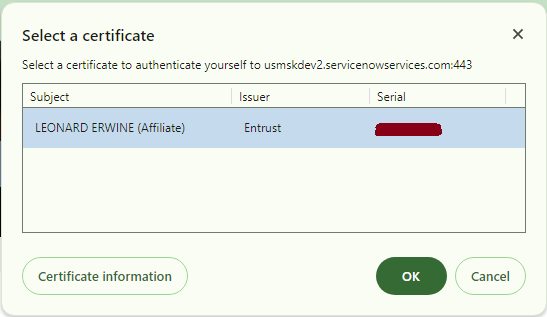 Select a certificate
Select a certificate to authenticate yourself to usmskdev2.servicenowservices.com:443
Subject Issuer Serial
LEONARD ERWINE (Affiliate) Entrust
Certificate information OK Cancel